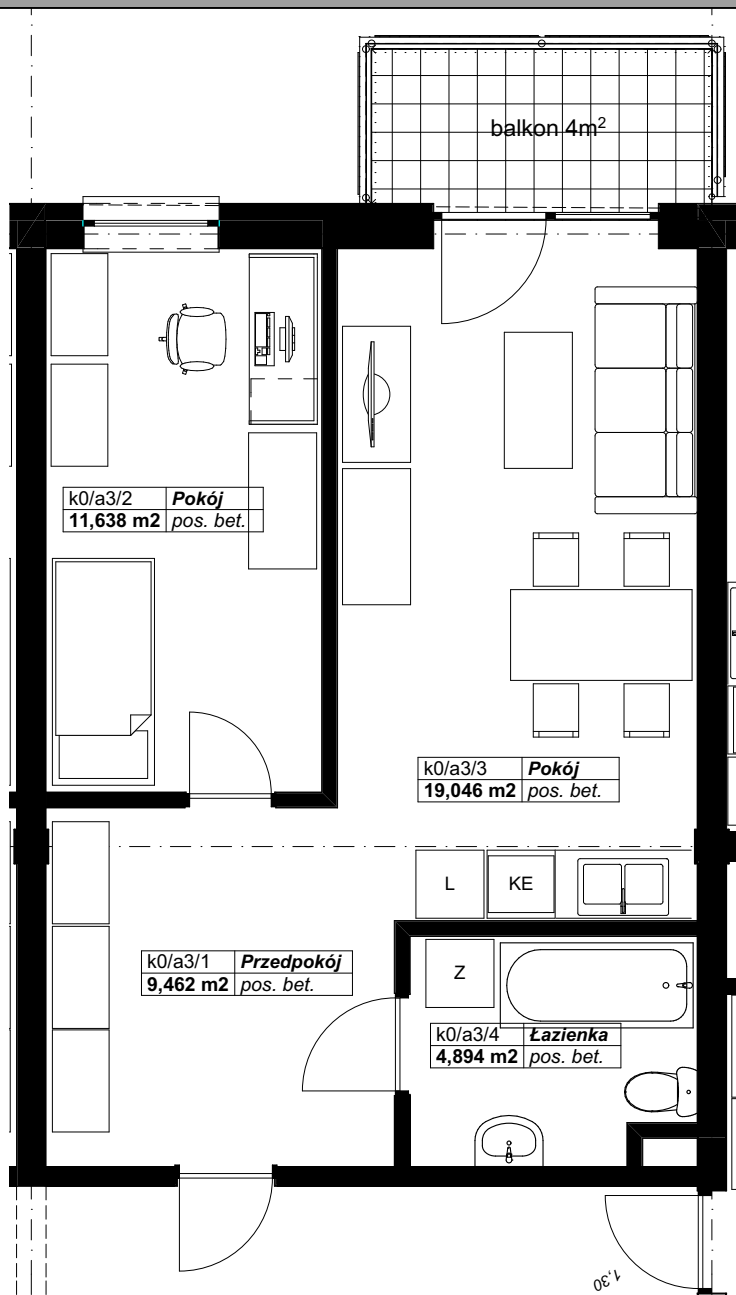 balkon 4m²
k0/a3/2 Pokój
11,638 m2 pos. bet.
k0/a3/3 Pokój
19,046 m2 pos. bet.
L KE
k0/a3/1 Przedpokój
9,462 m2 pos. bet.
Z
k0/a3/4 Łazienka
4,894 m2 pos. bet.
1,30